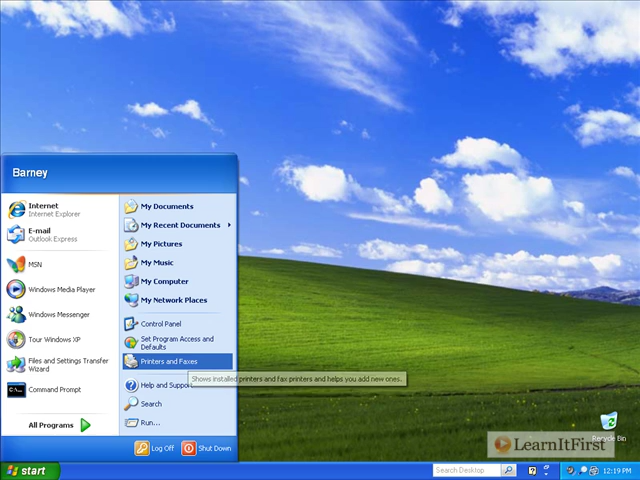 Barney
Internet
Internet Explorer
E-mail
Outlook Express
MSN
Windows Media Player
Windows Messenger
Tour Windows XP
Files and Settings Transfer
Wizard
Command Prompt
All Programs
My Documents
My Recent Documents
My Pictures
My Music
My Computer
My Network Places
Control Panel
Set Program Access and
Defaults
Printers and Faxes
Shows installed printers and fax printers and helps you add new ones.
Help and Support
Search
Run...
Log Off
Shut Down
Recycle Bin
LearnItFirst
start
Search Desktop
12:19 PM